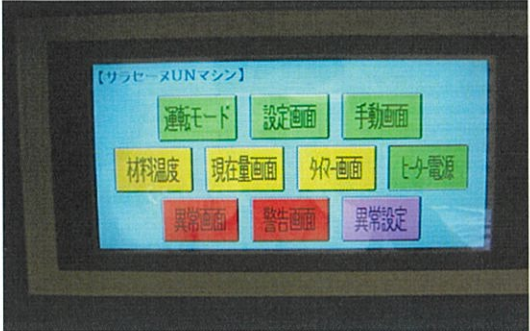 【サラセーヌUNマシン】
運転モード 設定画面 手動画面
材料温度 現在量画面 タイマー画面 ヒーター電源
異常画面 警告画面 異常設定